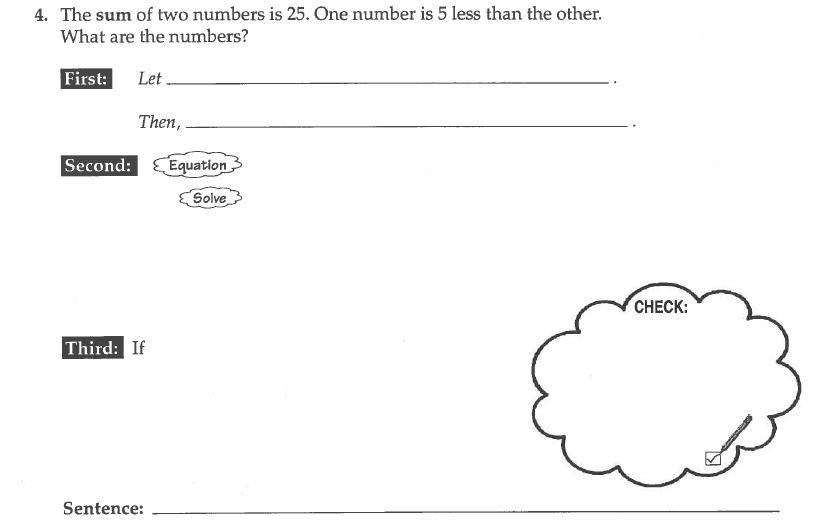 4. The sum of two numbers is 25. One number is 5 less than the other.
What are the numbers?
First: Let .
Then, .
Second: Equation
Solve
CHECK:
Third: If
Sentence: